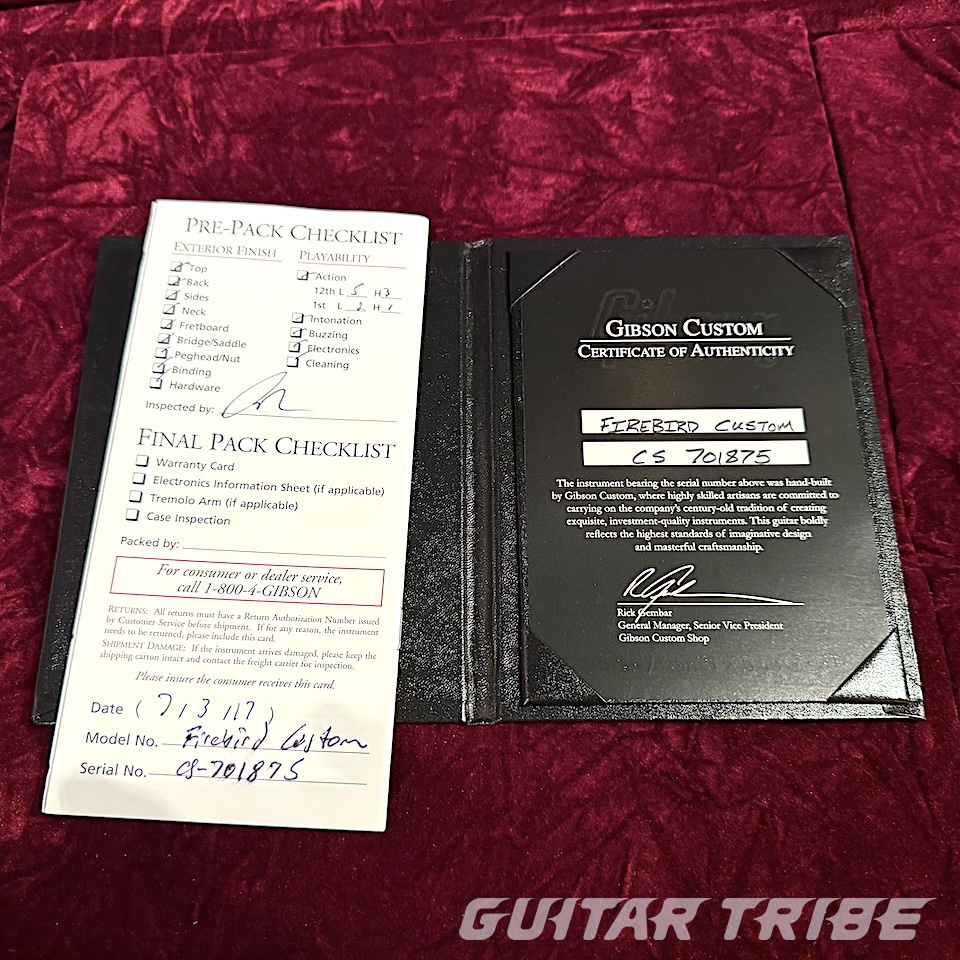 PRE-PACK CHECKLIST
EXTERIOR FINISH
Top
Back
Sides
Neck
Fretboard
Bridge/Saddle
Peghead/Nut
Binding
Hardware
PLAYABILITY
Action
12th L 5 H 3
1st L 2 H 1
Intonation
Buzzing
Electronics
Cleaning
Inspected by:
FINAL PACK CHECKLIST
Warranty Card
Electronics Information Sheet (if applicable)
Tremolo Arm (if applicable)
Case Inspection
Packed by:
For consumer or dealer service,
call 1-800-4-GIBSON
RETURNS: All returns must have a Return Authorization Number issued
by Customer Service before shipment. If for any reason, the instrument
needs to be returned, please include this card.
SHIPMENT DAMAGE: If the instrument arrives damaged, please keep the
shipping carton intact and contact the freight carrier for inspection.
Please insure the consumer receives this card.
Date ( 7 / 3 / 17 )
Model No. Firebird Custom
Serial No. CS-701875
Gibson
GIBSON CUSTOM
CERTIFICATE OF AUTHENTICITY
FIREBIRD CUSTOM
CS 701875
The instrument bearing the serial number above was hand-built
by Gibson Custom, where highly skilled artisans are committed to
carrying on the company's century-old tradition of creating
exquisite, investment-quality instruments. This guitar boldly
reflects the highest standards of imaginative design
and masterful craftsmanship.
Rick Gembar
General Manager, Senior Vice President
Gibson Custom Shop
GUITAR TRIBE